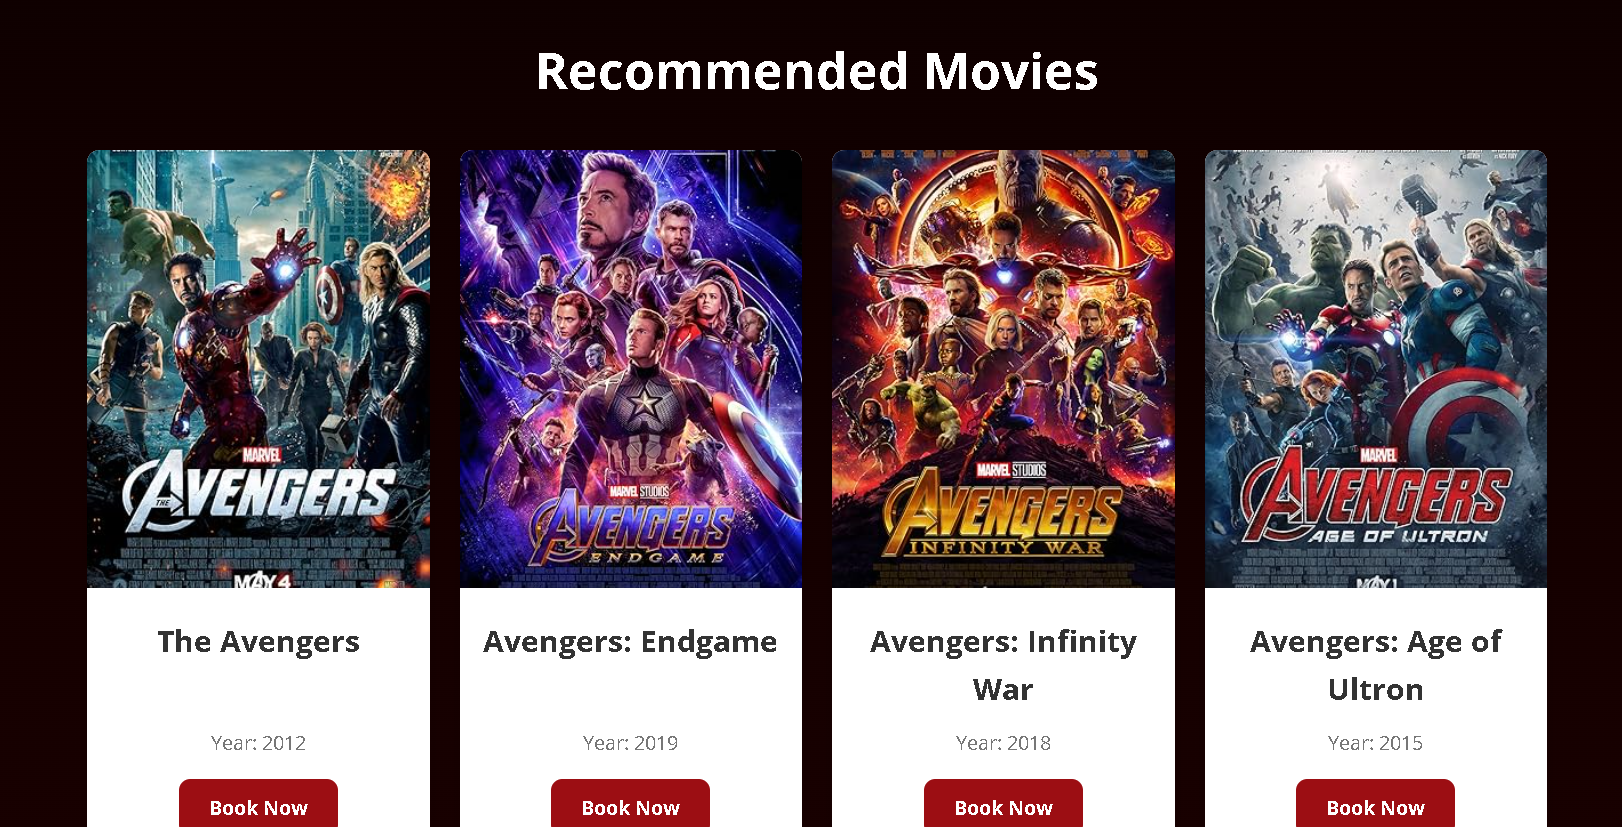 Recommended Movies
MARVEL
THE AVENGERS
MAY 4
MARVEL STUDIOS
AVENGERS
ENDGAME
MARVEL STUDIOS
AVENGERS
INFINITY WAR
MARVEL
AVENGERS
AGE OF ULTRON
MAY 1
The Avengers
Year: 2012
Book Now
Avengers: Endgame
Year: 2019
Book Now
Avengers: Infinity
War
Year: 2018
Book Now
Avengers: Age of
Ultron
Year: 2015
Book Now